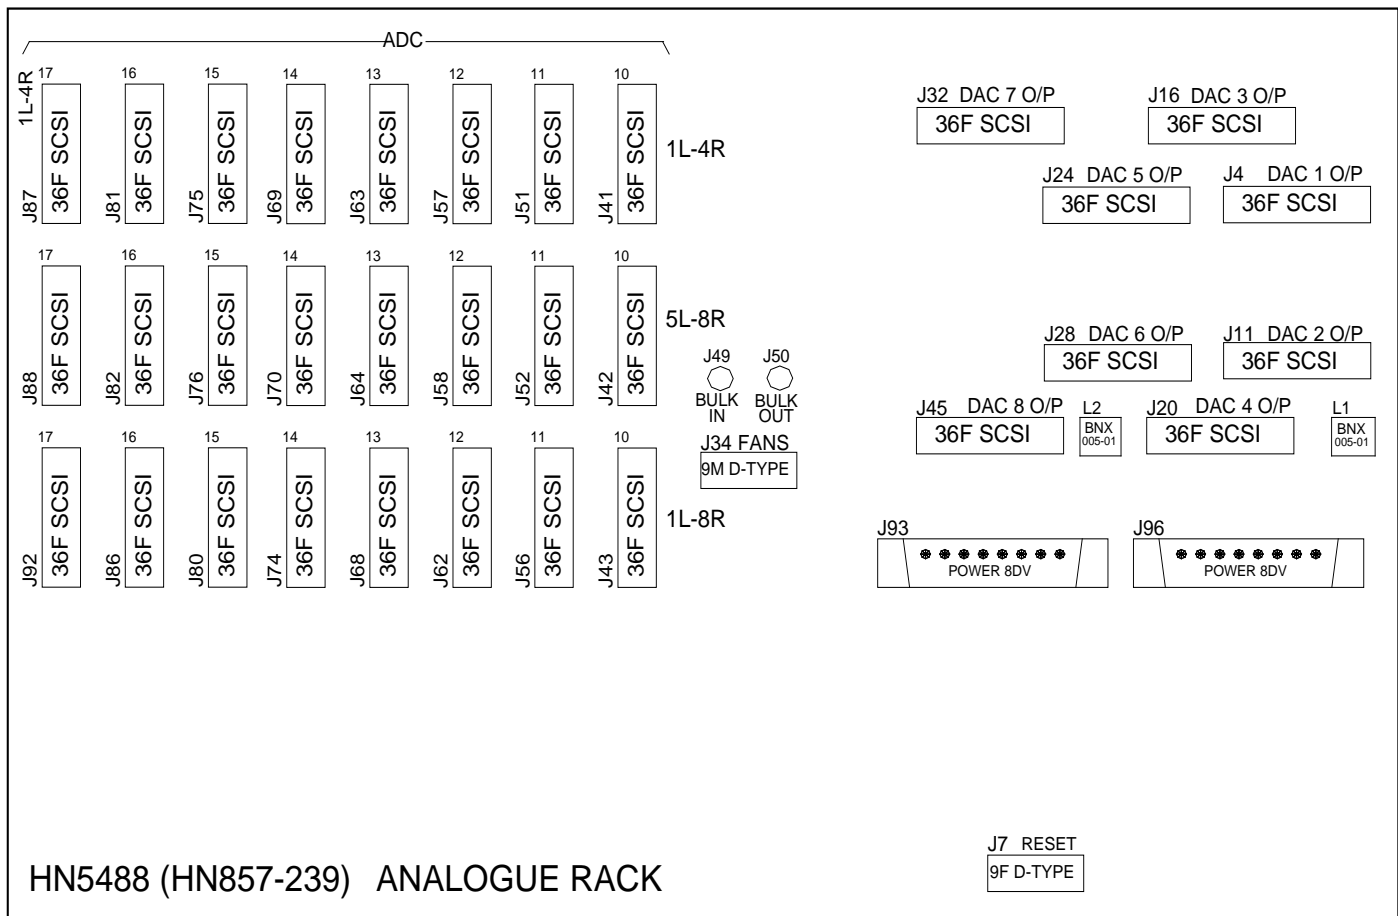 ADC
17 16 15 14 13 12 11 10
1L-4R
36F SCSI 36F SCSI 36F SCSI 36F SCSI 36F SCSI 36F SCSI 36F SCSI 36F SCSI
J87 J81 J75 J69 J63 J57 J51 J41
1L-4R
17 16 15 14 13 12 11 10
36F SCSI 36F SCSI 36F SCSI 36F SCSI 36F SCSI 36F SCSI 36F SCSI 36F SCSI
J88 J82 J76 J70 J64 J58 J52 J42
5L-8R
17 16 15 14 13 12 11 10
36F SCSI 36F SCSI 36F SCSI 36F SCSI 36F SCSI 36F SCSI 36F SCSI 36F SCSI
J92 J86 J80 J74 J68 J62 J56 J43
1L-8R
J49 J50
BULK IN
BULK OUT
J34 FANS
9M D-TYPE
J32 DAC 7 O/P
36F SCSI
J16 DAC 3 O/P
36F SCSI
J24 DAC 5 O/P
36F SCSI
J4 DAC 1 O/P
36F SCSI
J28 DAC 6 O/P
36F SCSI
J11 DAC 2 O/P
36F SCSI
J45 DAC 8 O/P
36F SCSI
L2
BNX
005-01
J20 DAC 4 O/P
36F SCSI
L1
BNX
005-01
J93
POWER 8DV
J96
POWER 8DV
J7 RESET
9F D-TYPE
HN5488 (HN857-239) ANALOGUE RACK